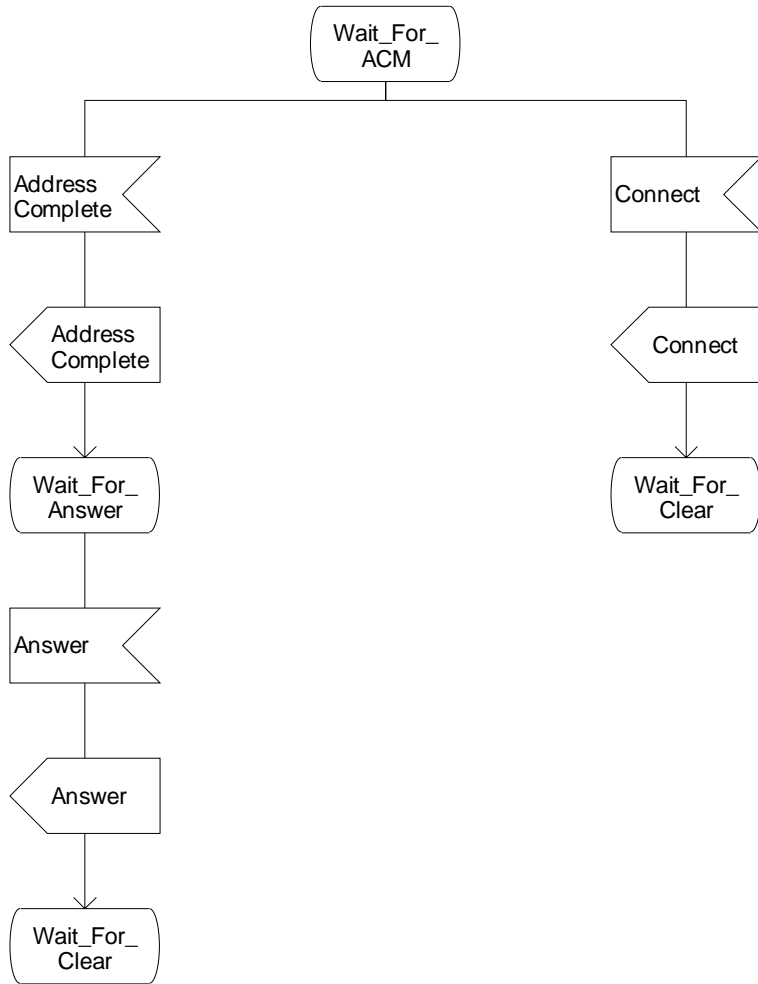 Wait_For_
ACM
Address
Complete
Connect
Address
Complete
Connect
Wait_For_
Answer
Wait_For_
Clear
Answer
Answer
Wait_For_
Clear